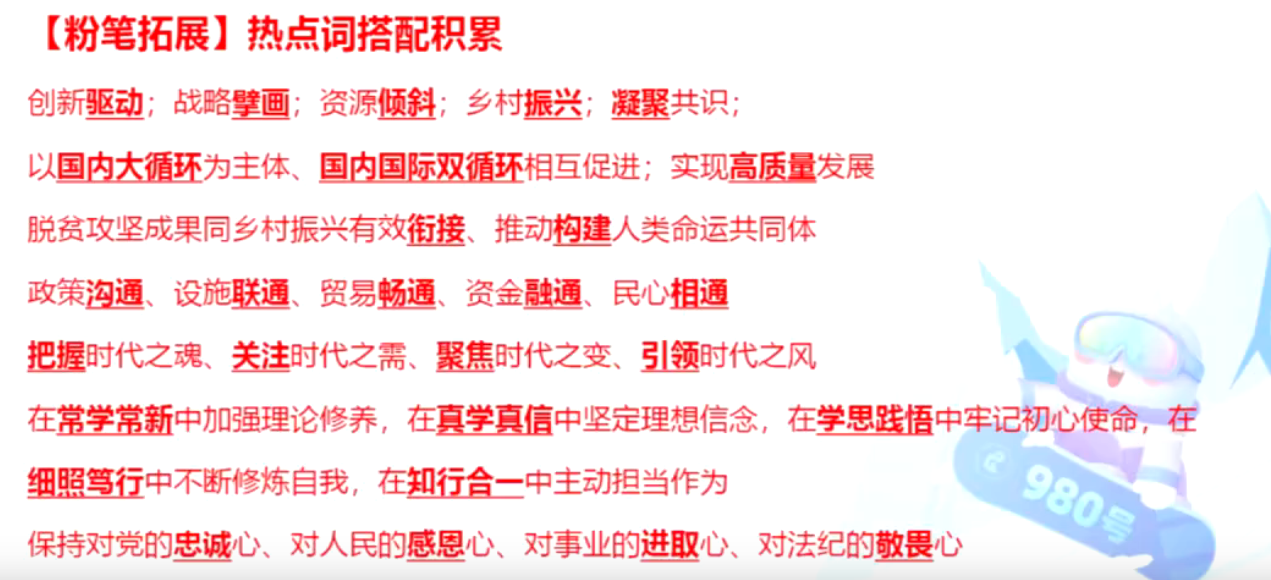 【粉笔拓展】热点词搭配积累
创新驱动；战略擘画；资源倾斜；乡村振兴；凝聚共识；
以国内大循环为主体、国内国际双循环相互促进；实现高质量发展
脱贫攻坚成果同乡村振兴有效衔接、推动构建人类命运共同体
政策沟通、设施联通、贸易畅通、资金融通、民心相通
把握时代之魂、关注时代之需、聚焦时代之变、引领时代之风
在常学常新中加强理论修养，在真学真信中坚定理想信念，在学思践悟中牢记初心使命，在
细照笃行中不断修炼自我，在知行合一中主动担当作为
保持对党的忠诚心、对人民的感恩心、对事业的进取心、对法纪的敬畏心
980号